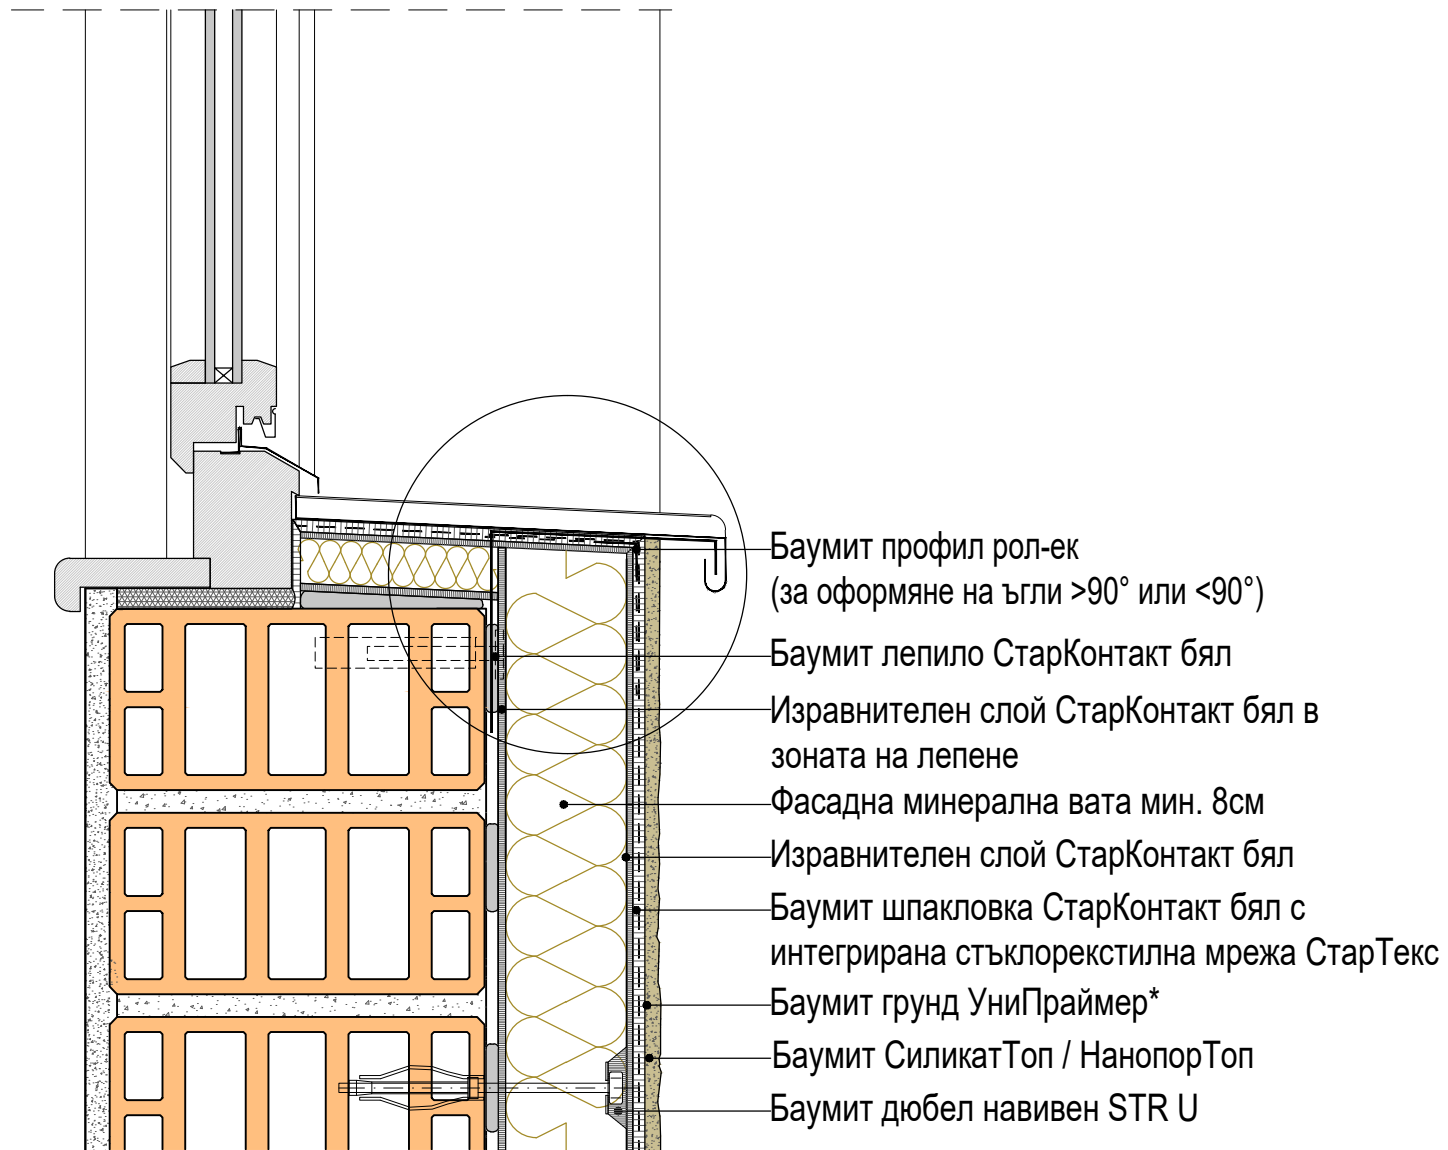 Баумит профил рол-ек
(за оформяне на ъгли >90° или <90°)
Баумит лепило СтарКонтакт бял
Изравнителен слой СтарКонтакт бял в
зоната на лепене
Фасадна минерална вата мин. 8см
Изравнителен слой СтарКонтакт бял
Баумит шпакловка СтарКонтакт бял с
интегрирана стъклорекстилна мрежа СтарТекс
Баумит грунд УниПраймер*
Баумит СиликатТоп / НанопорТоп
Баумит дюбел навивен STR U